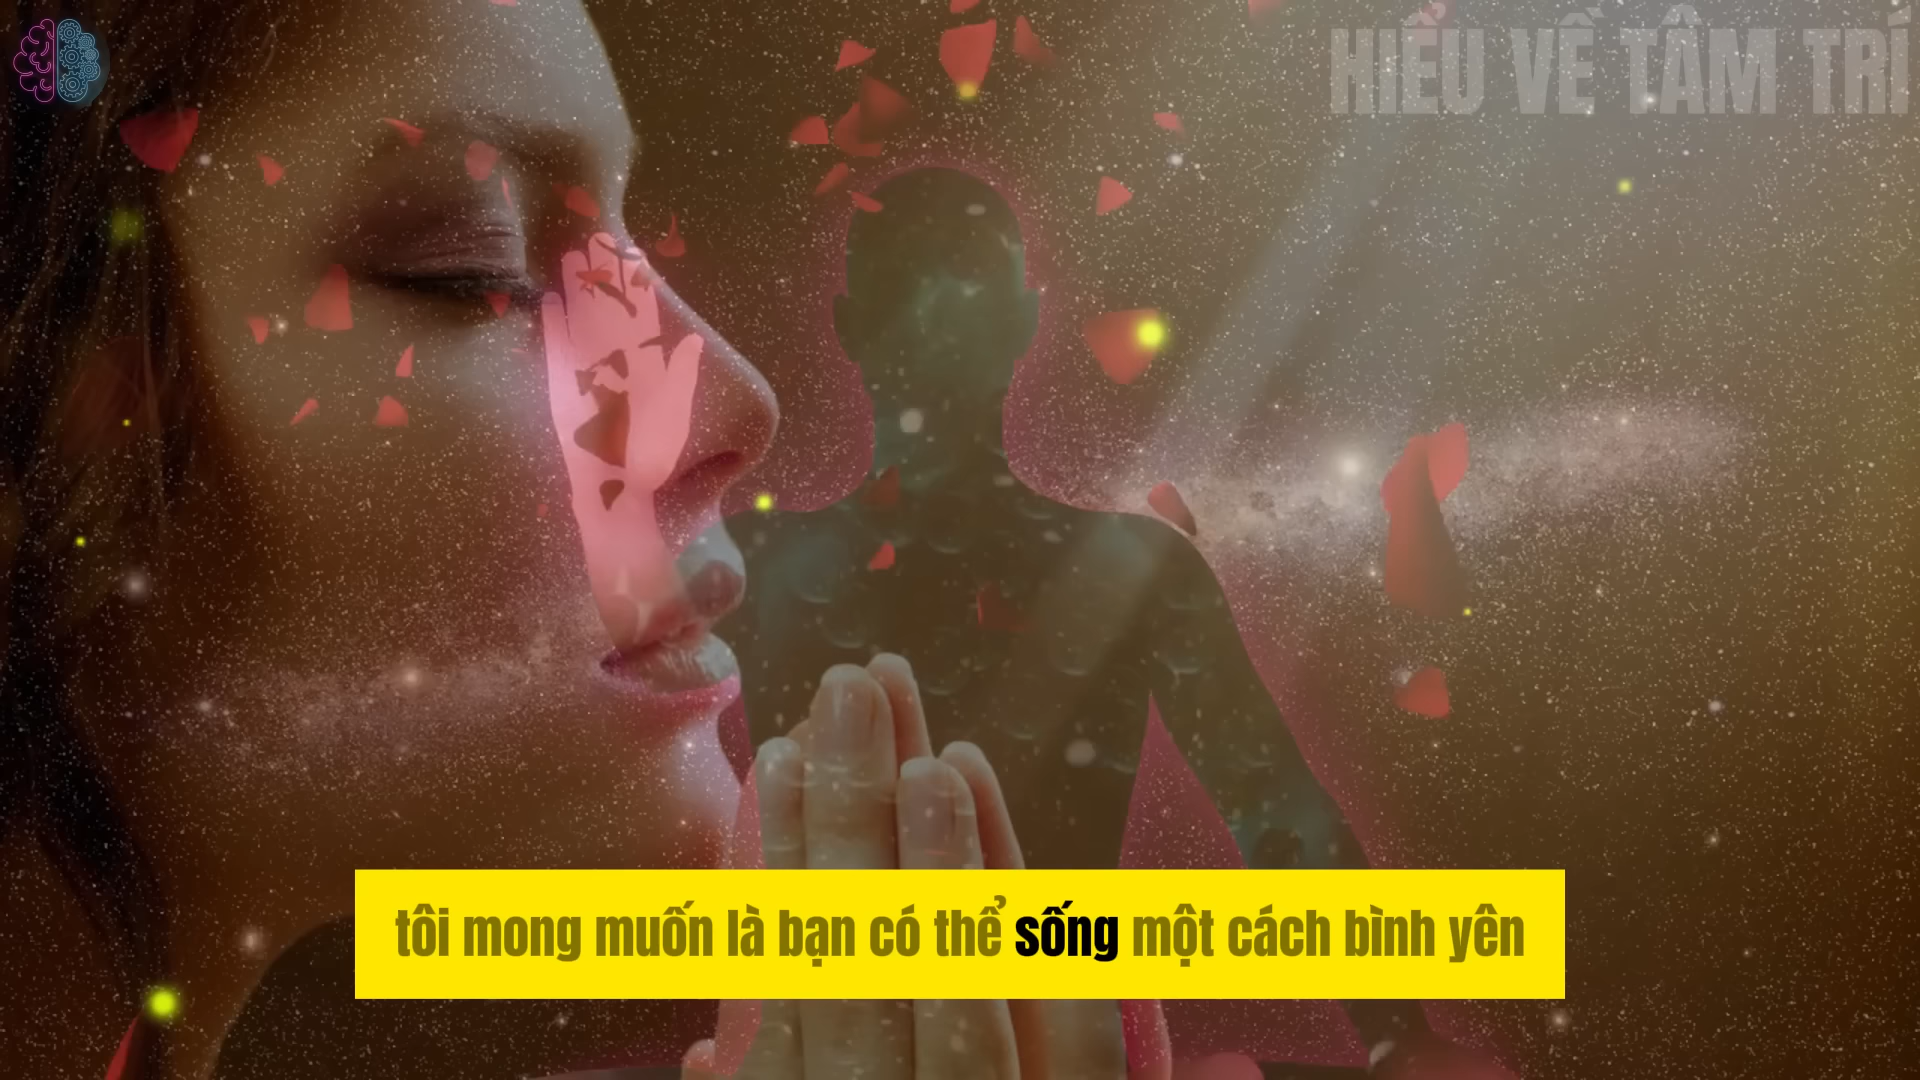 HIỂU VỀ TÂM TRÍ
tôi mong muốn là bạn có thể sống một cách bình yên